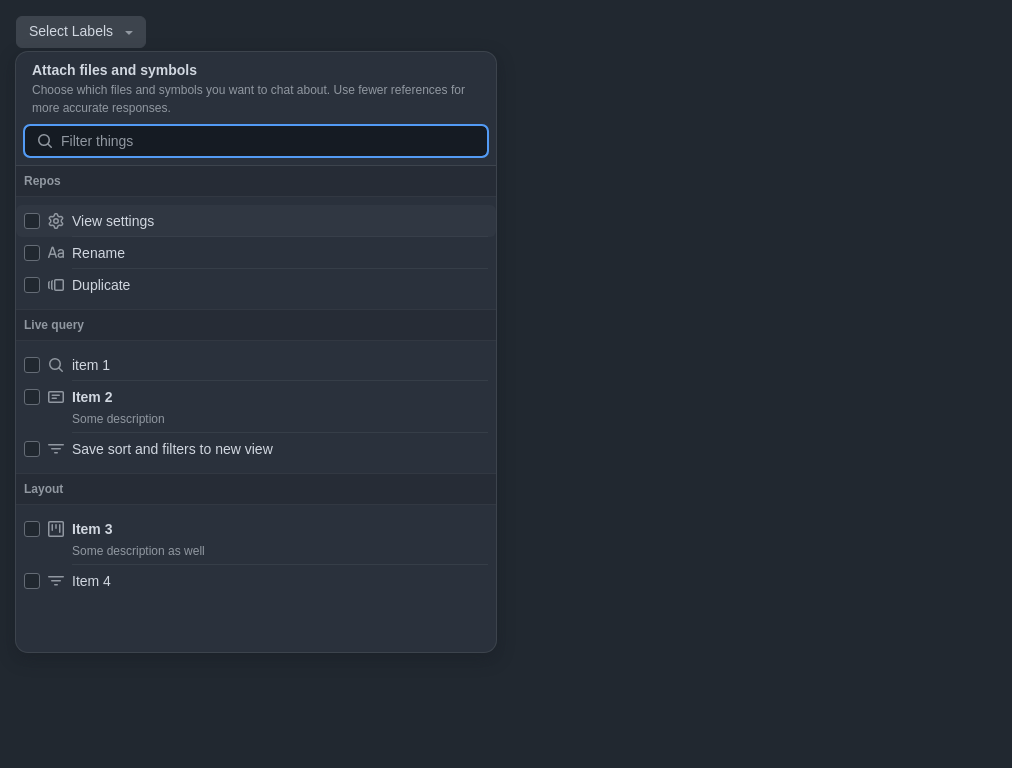 Select Labels
Attach files and symbols
Choose which files and symbols you want to chat about. Use fewer references for
more accurate responses.
Filter things
Repos
View settings
Rename
Duplicate
Live query
item 1
Item 2
Some description
Save sort and filters to new view
Layout
Item 3
Some description as well
Item 4